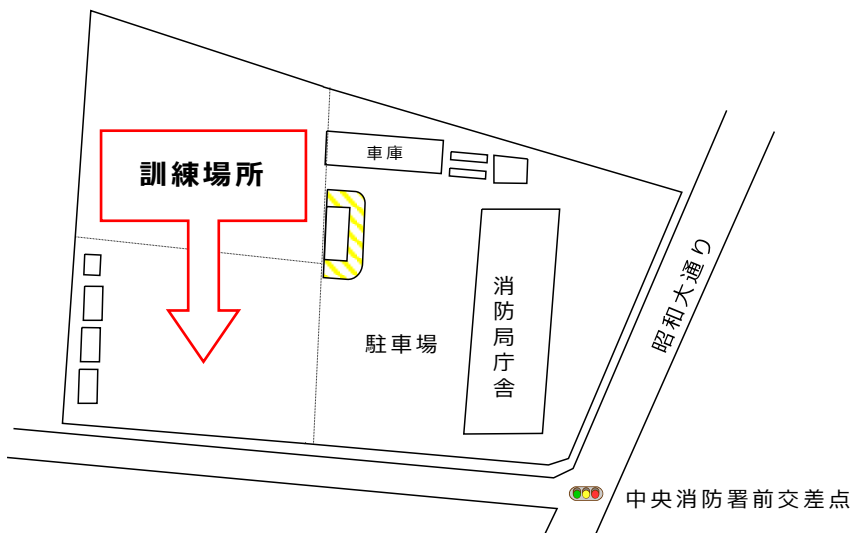 車庫
訓練場所
消防局庁舎
昭和大通り
駐車場
中央消防署前交差点